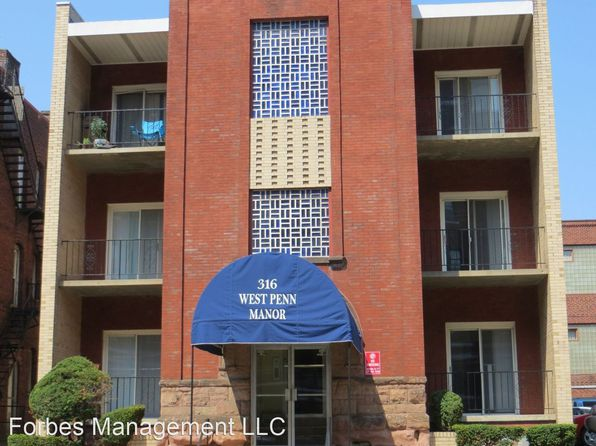 316
WEST PENN
MANOR
Forbes Management LLC